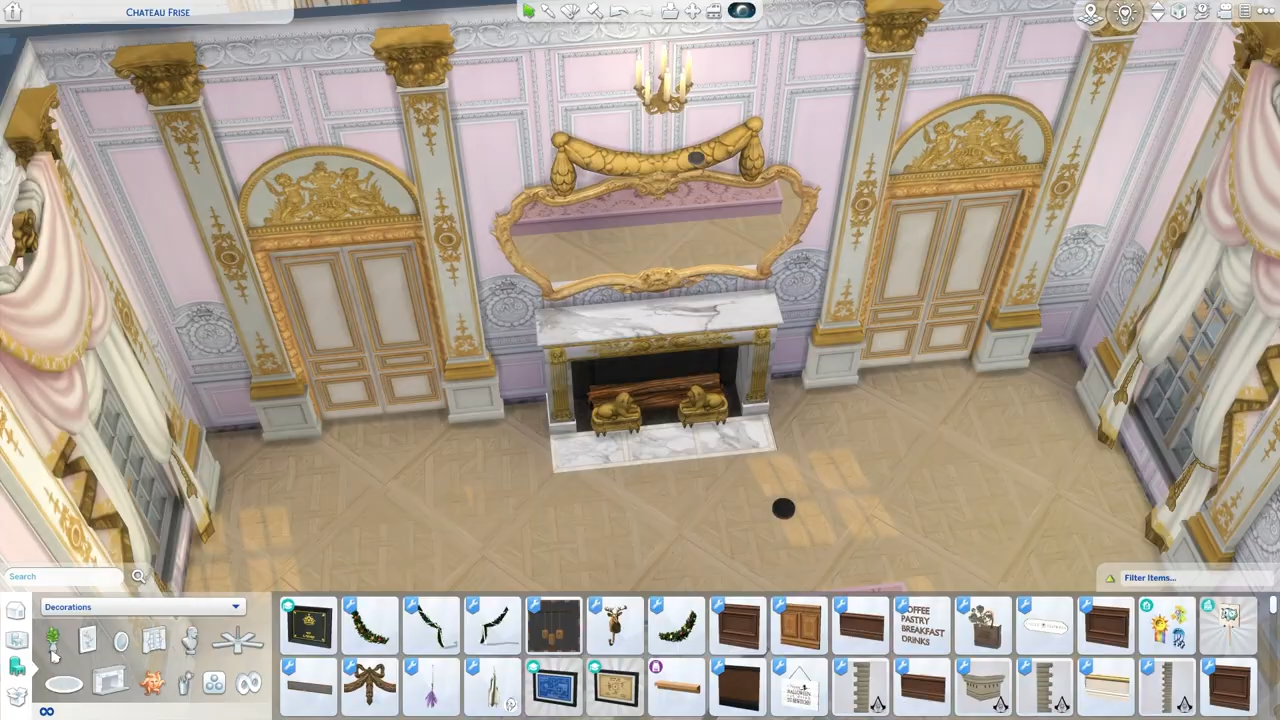 CHATEAU FRISE
Search
Filter Items...
Decorations
COFFEE
PASTRY
BREAKFAST
DRINKS